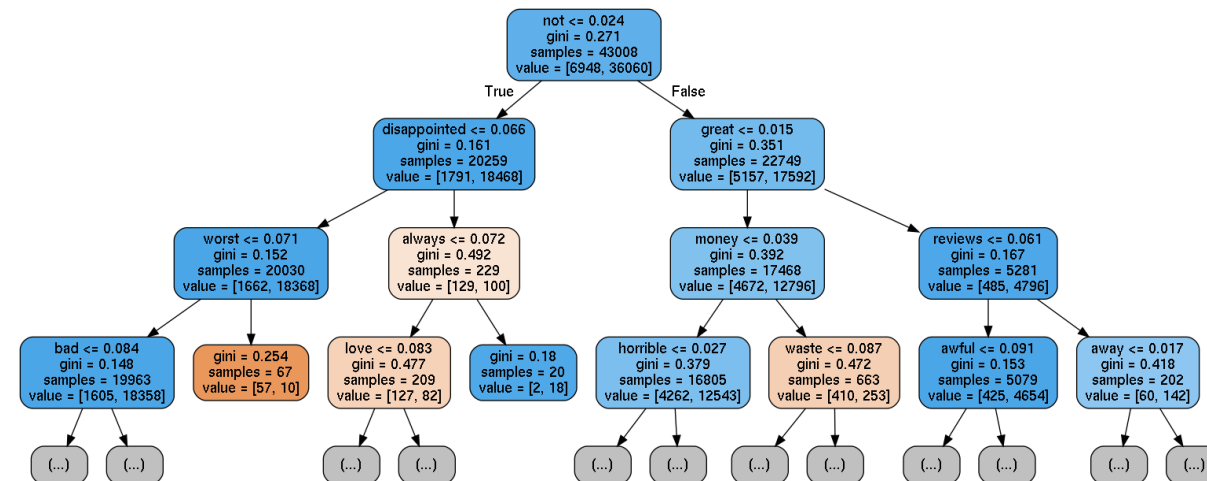 not <= 0.024
gini = 0.271
samples = 43008
value = [6948, 36060]
True
False
disappointed <= 0.066
gini = 0.161
samples = 20259
value = [1791, 18468]
great <= 0.015
gini = 0.351
samples = 22749
value = [5157, 17592]
worst <= 0.071
gini = 0.152
samples = 20030
value = [1662, 18368]
always <= 0.072
gini = 0.492
samples = 229
value = [129, 100]
money <= 0.039
gini = 0.392
samples = 17468
value = [4672, 12796]
reviews <= 0.061
gini = 0.167
samples = 5281
value = [485, 4796]
bad <= 0.084
gini = 0.148
samples = 19963
value = [1605, 18358]
gini = 0.254
samples = 67
value = [57, 10]
love <= 0.083
gini = 0.477
samples = 209
value = [127, 82]
gini = 0.18
samples = 20
value = [2, 18]
horrible <= 0.027
gini = 0.379
samples = 16805
value = [4262, 12543]
waste <= 0.087
gini = 0.472
samples = 663
value = [410, 253]
awful <= 0.091
gini = 0.153
samples = 5079
value = [425, 4654]
away <= 0.017
gini = 0.418
samples = 202
value = [60, 142]
(...)
(...)
(...)
(...)
(...)
(...)
(...)
(...)
(...)
(...)
(...)
(...)